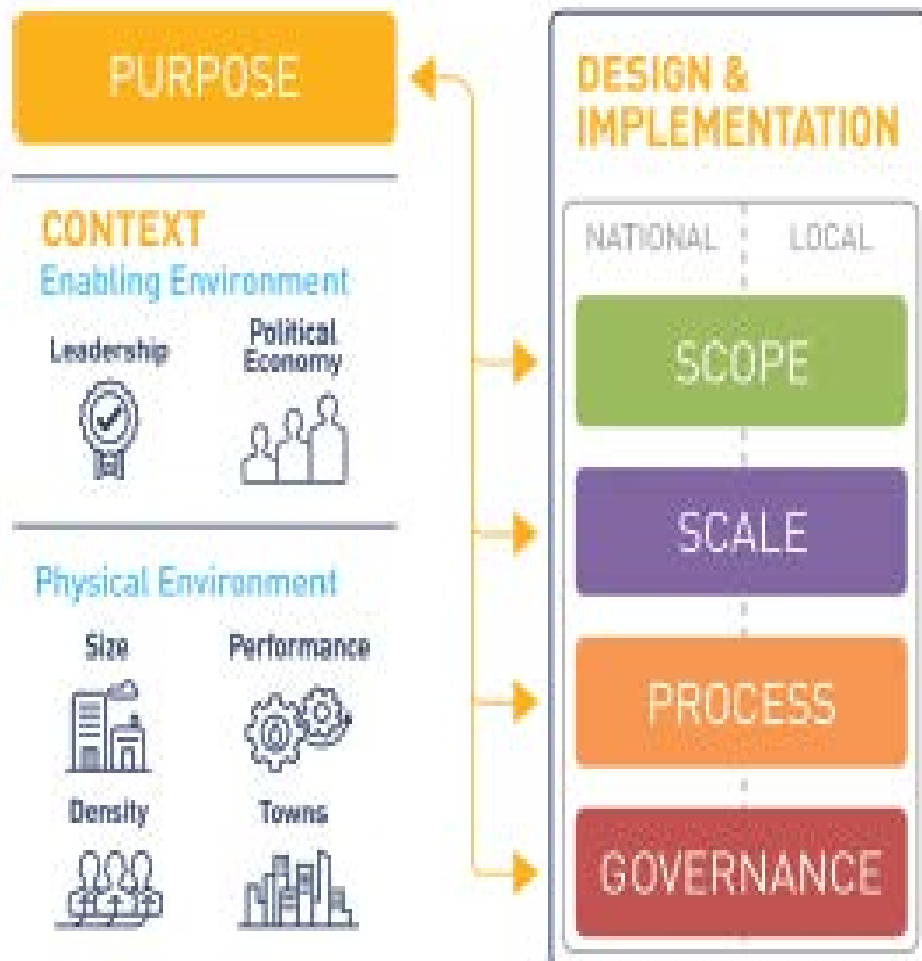 PURPOSE
CONTEXT
Enabling Environment
Leadership
Political
Economy
Physical Environment
Size
Performance
Density
Towns
DESIGN &
IMPLEMENTATION
NATIONAL
LOCAL
SCOPE
SCALE
PROCESS
GOVERNANCE